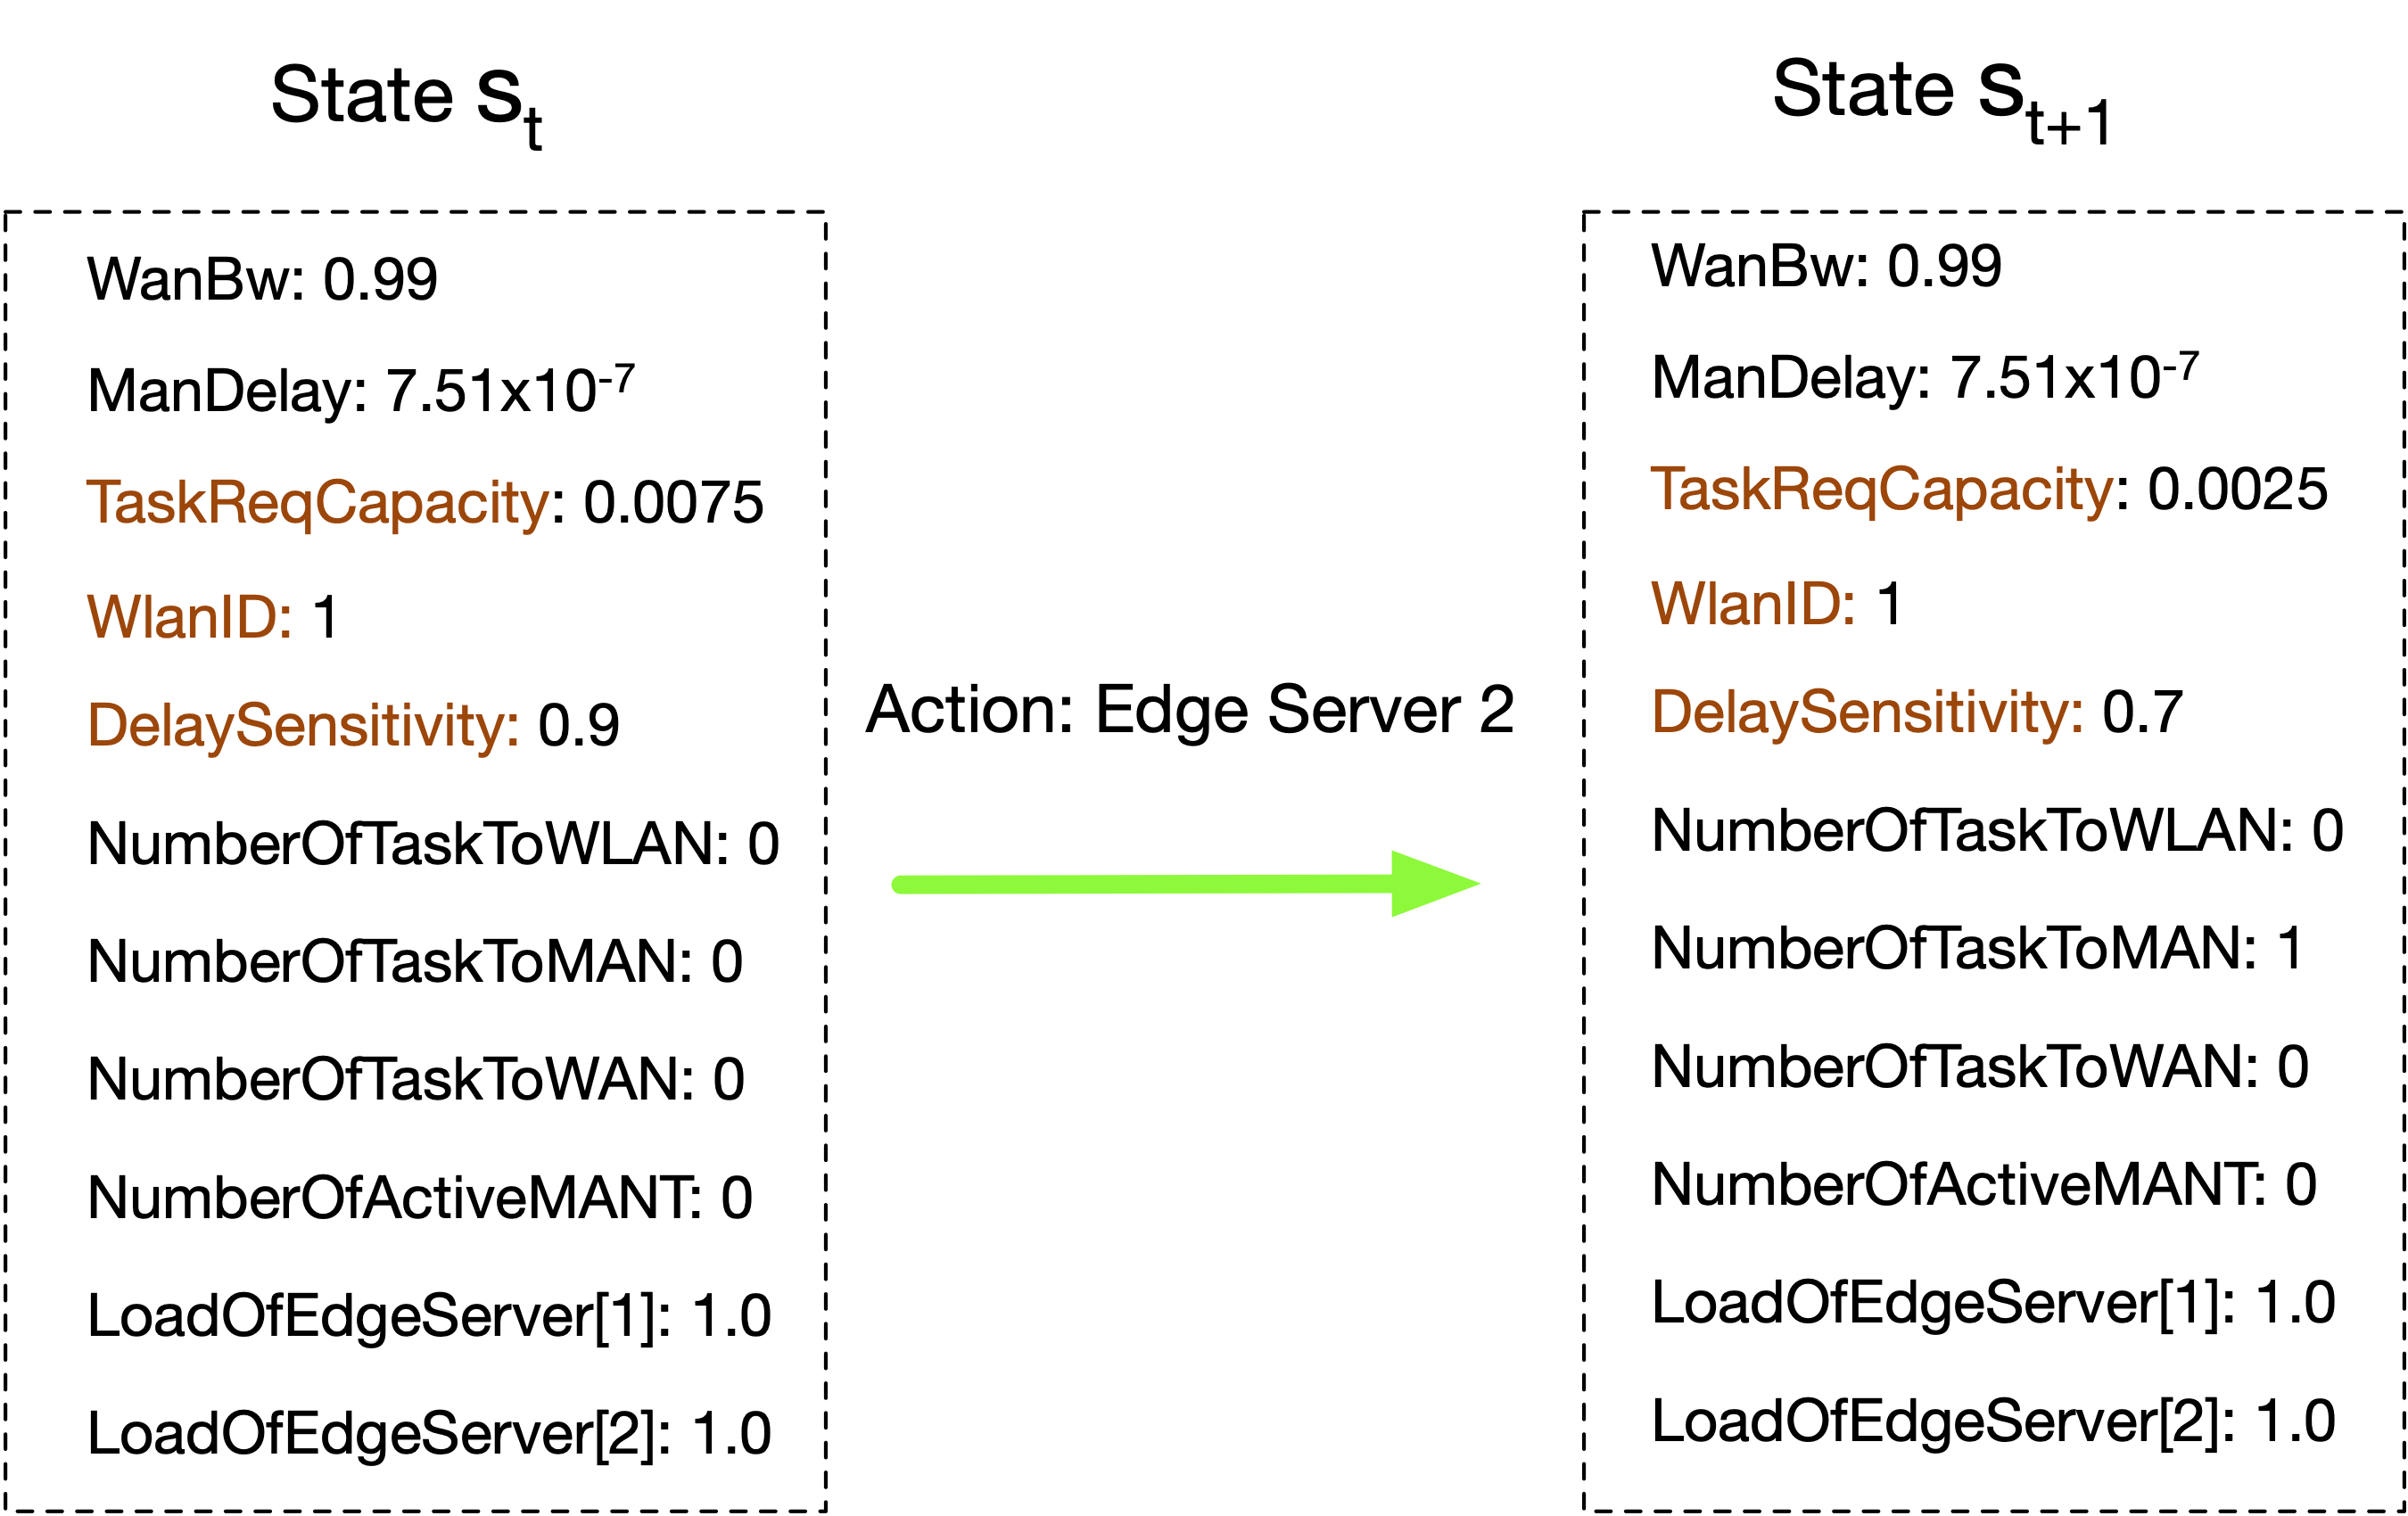 State St
WanBw: 0.99
ManDelay: 7.51x10-7
TaskReqCapacity: 0.0075
WlanID: 1
DelaySensitivity: 0.9
NumberOfTaskToWLAN: 0
NumberOfTaskToMAN: 0
NumberOfTaskToWAN: 0
NumberOfActiveMANT: 0
LoadOfEdgeServer[1]: 1.0
LoadOfEdgeServer[2]: 1.0
Action: Edge Server 2
State St+1
WanBw: 0.99
ManDelay: 7.51x10-7
TaskReqCapacity: 0.0025
WlanID: 1
DelaySensitivity: 0.7
NumberOfTaskToWLAN: 0
NumberOfTaskToMAN: 1
NumberOfTaskToWAN: 0
NumberOfActiveMANT: 0
LoadOfEdgeServer[1]: 1.0
LoadOfEdgeServer[2]: 1.0